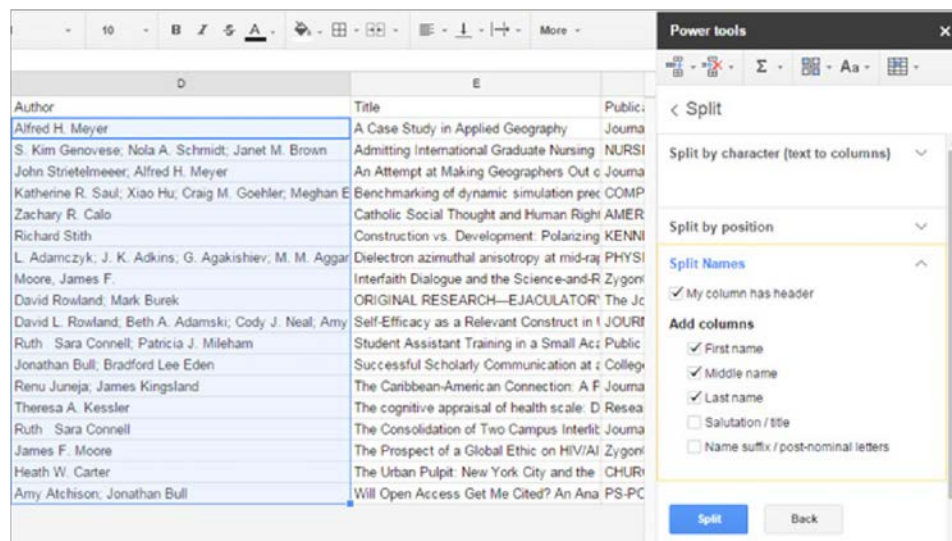 10 B I S A More Power tools ×
Σ Aa
D E
Author Title Publica
< Split
Alfred H. Meyer A Case Study in Applied Geography Journa
S. Kim Genovese; Nola A. Schmidt; Janet M. Brown Admitting International Graduate Nursing NURSI
Split by character (text to columns)
John Strietelmeeer; Alfred H. Meyer An Attempt at Making Geographers Out o Journa
Katherine R. Saul; Xiao Hu; Craig M. Goehler; Meghan E Benchmarking of dynamic simulation pred COMP
Zachary R. Calo Catholic Social Thought and Human Right AMER
Split by position
Richard Stith Construction vs. Development: Polarizing KENNI
L. Adamczyk; J. K. Adkins; G. Agakishiev; M. M. Aggar Dielectron azimuthal anisotropy at mid-rap PHYSI
Split Names
Moore, James F. Interfaith Dialogue and the Science-and-R Zygon
David Rowland; Mark Burek ORIGINAL RESEARCH—EJACULATOR The Jo
My column has header
David L. Rowland; Beth A. Adamski; Cody J. Neal; Amy Self-Efficacy as a Relevant Construct in JOURN
Add columns
Ruth Sara Connell; Patricia J. Mileham Student Assistant Training in a Small Aca Public
First name
Jonathan Bull; Bradford Lee Eden Successful Scholarly Communication at a College
Middle name
Renu Juneja; James Kingsland The Caribbean-American Connection: A F Journa
Last name
Theresa A. Kessler The cognitive appraisal of health scale: D Resea
Salutation / title
Ruth Sara Connell The Consolidation of Two Campus Interlib Journa
James F. Moore The Prospect of a Global Ethic on HIV/AI Zygon
Name suffix / post-nominal letters
Heath W. Carter The Urban Pulpit: New York City and the CHUR
Amy Atchison; Jonathan Bull Will Open Access Get Me Cited? An Ana PS-PO
Split Back